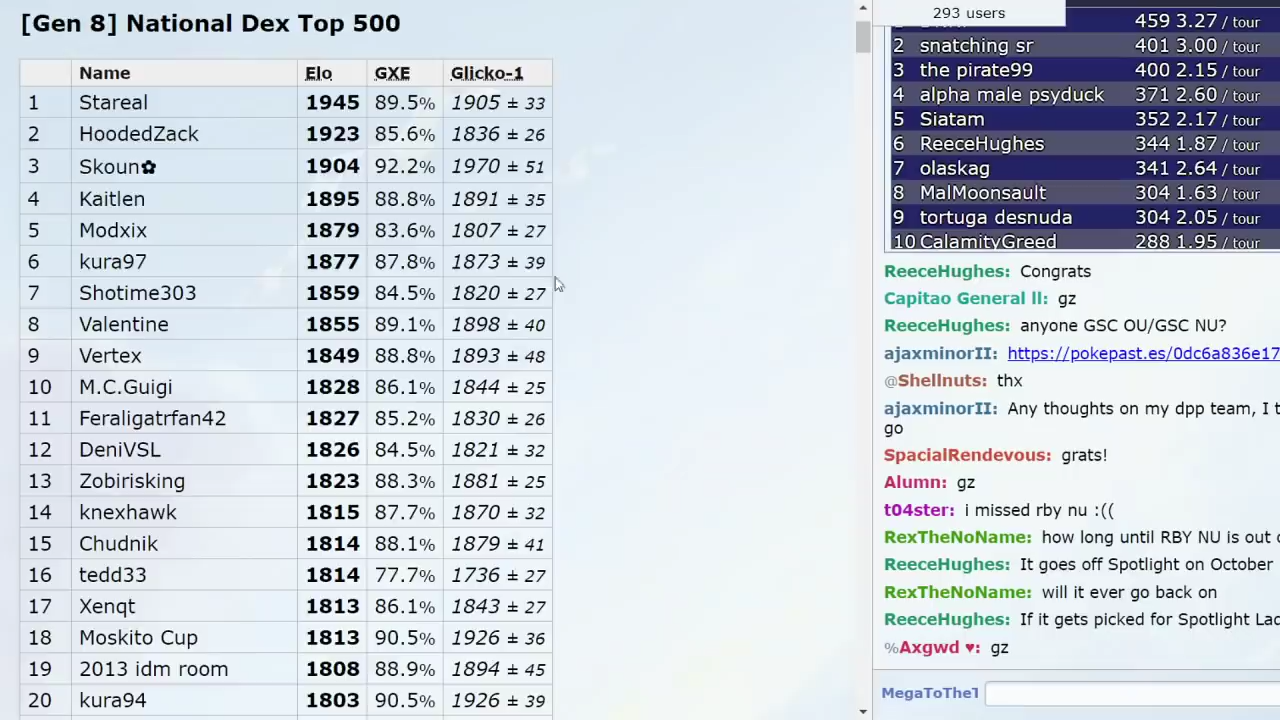 [Gen 8] National Dex Top 500
Name Elo GXE Glicko-1
1 Stareal 1945 89.5% 1905 ± 33
2 HoodedZack 1923 85.6% 1836 ± 26
3 Skoun✿ 1904 92.2% 1970 ± 51
4 Kaitlen 1895 88.8% 1891 ± 35
5 Modxix 1879 83.6% 1807 ± 27
6 kura97 1877 87.8% 1873 ± 39
7 Shotime303 1859 84.5% 1820 ± 27
8 Valentine 1855 89.1% 1898 ± 40
9 Vertex 1849 88.8% 1893 ± 48
10 M.C.Guigi 1828 86.1% 1844 ± 25
11 Feraligatrfan42 1827 85.2% 1830 ± 26
12 DeniVSL 1826 84.5% 1821 ± 32
13 Zobirisking 1823 88.3% 1881 ± 25
14 knexhawk 1815 87.7% 1870 ± 32
15 Chudnik 1814 88.1% 1879 ± 41
16 tedd33 1814 77.7% 1736 ± 27
17 Xenqt 1813 86.1% 1843 ± 27
18 Moskito Cup 1813 90.5% 1926 ± 36
19 2013 idm room 1808 88.9% 1894 ± 45
20 kura94 1803 90.5% 1926 ± 39
293 users
459 3.27 / tour
2 snatching sr 401 3.00 / tour
3 the pirate99 400 2.15 / tour
4 alpha male psyduck 371 2.60 / tour
5 Siatam 352 2.17 / tour
6 ReeceHughes 344 1.87 / tour
7 olaskag 341 2.64 / tour
8 MalMoonsault 304 1.63 / tour
9 tortuga desnuda 304 2.05 / tour
10 CalamityGreed 288 1.95 / tour
ReeceHughes: Congrats
Capitao General ll: gz
ReeceHughes: anyone GSC OU/GSC NU?
ajaxminorII: https://pokepast.es/0dc6a836e17
@Shellnuts: thx
ajaxminorII: Any thoughts on my dpp team, I t
go
SpacialRendevous: grats!
Alumn: gz
t04ster: i missed rby nu :((
RexTheNoName: how long until RBY NU is out o
ReeceHughes: It goes off Spotlight on October
RexTheNoName: will it ever go back on
ReeceHughes: If it gets picked for Spotlight Lad
%Axgwd ♥: gz
MegaToTheT